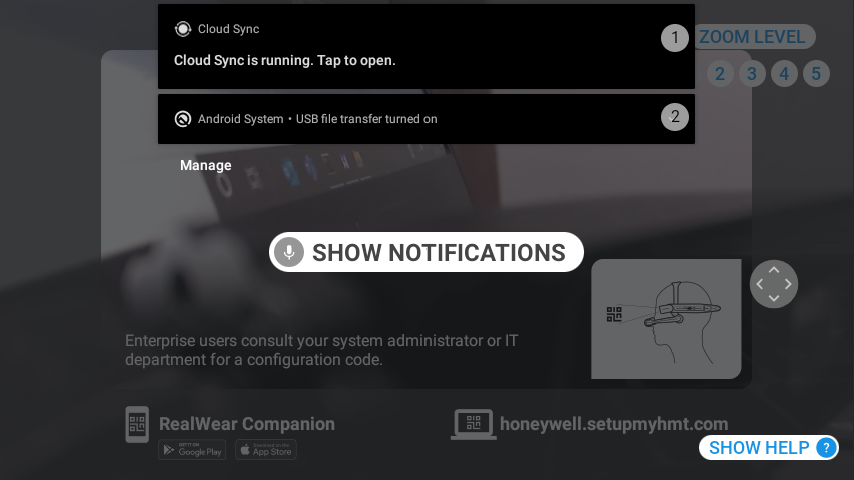 Cloud Sync
Cloud Sync is running. Tap to open.
1
ZOOM LEVEL
2 3 4 5
Android System • USB file transfer turned on
2
Manage
SHOW NOTIFICATIONS
Enterprise users consult your system administrator or IT
department for a configuration code.
RealWear Companion
GET IT ON
Google Play
Download on the
App Store
honeywell.setupmyhmt.com
SHOW HELP ?